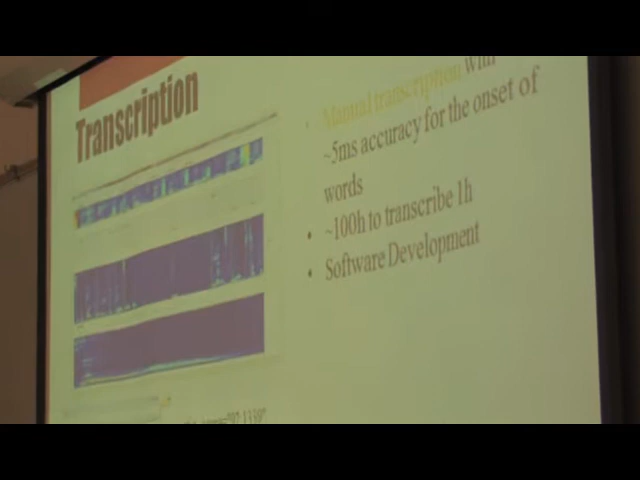 Transcription
Manual transcription with
~5ms accuracy for the onset of
words
• ~100h to transcribe 1h
• Software Development